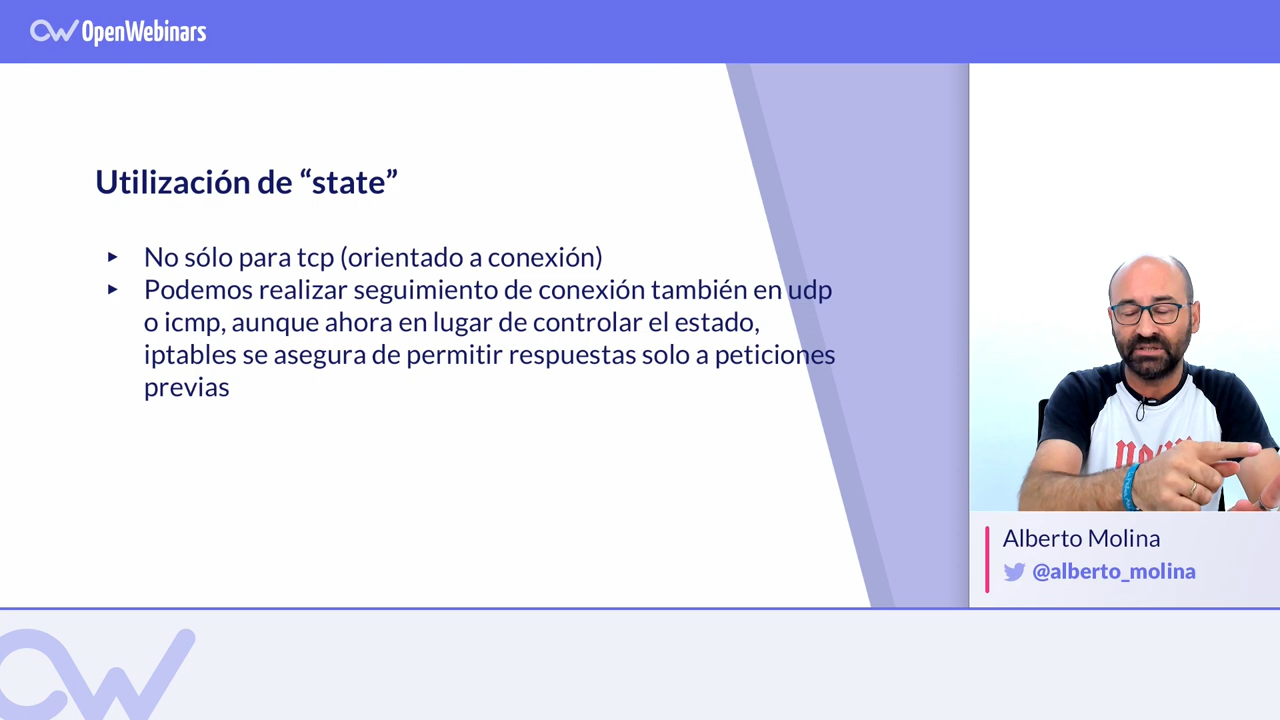 OpenWebinars
Utilización de “state”
▸ No sólo para tcp (orientado a conexión)
▸ Podemos realizar seguimiento de conexión también en udp
o icmp, aunque ahora en lugar de controlar el estado,
iptables se asegura de permitir respuestas solo a peticiones
previas
Alberto Molina
@alberto_molina